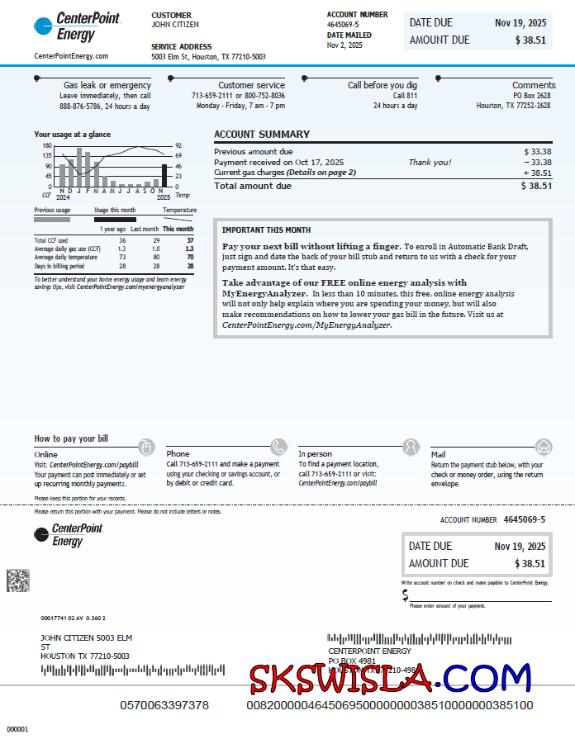 CenterPoint
Energy
CenterPointEnergy.com
CUSTOMER
JOHN CITIZEN
SERVICE ADDRESS
5003 Elm St, Houston, TX 77210-5003
ACCOUNT NUMBER
4645069-5
DATE MAILED
Nov 2, 2025
DATE DUE Nov 19, 2025
AMOUNT DUE $ 38.51
Gas leak or emergency
Leave immediately, then call
888-876-5786, 24 hours a day
Customer service
713-659-2111 or 800-752-8036
Monday - Friday, 7 am - 7 pm
Call before you dig
Call 811
24 hours a day
Comments
PO Box 2628
Houston, TX 77252-2628
Your usage at a glance
180 92
135 69
90 46
45 23
0 0
CCF N D J F M A M J J A S O N Temp
2024 2025
Previous usage Usage this month Temperature
1 year ago Last month This month
Total CCF used 36 29 37
Average daily gas use (CCF) 1.3 1.0 1.3
Average daily temperature 73 80 70
Days in billing period 28 28 28
To better understand your home energy usage and learn energy
savings tips, visit CenterPointEnergy.com/myenergyanalyzer
ACCOUNT SUMMARY
Previous amount due $ 33.38
Payment received on Oct 17, 2025 Thank you! − 33.38
Current gas charges (Details on page 2) + 38.51
Total amount due $ 38.51
IMPORTANT THIS MONTH
Pay your next bill without lifting a finger. To enroll in Automatic Bank Draft,
just sign and date the back of your bill stub and return to us with a check for your
payment amount. It's that easy.
Take advantage of our FREE online energy analysis with
MyEnergyAnalyzer. In less than 10 minutes, this free, online energy analysis
will not only help explain where you are spending your money, but will also
make recommendations on how to lower your gas bill in the future. Visit us at
CenterPointEnergy.com/MyEnergyAnalyzer.
How to pay your bill
Online
Visit: CenterPointEnergy.com/paybill
Your payment can post immediately or set
up recurring monthly payments.
Phone
Call 713-659-2111 and make a payment
using your checking or savings account, or
by debit or credit card.
In person
To find a payment location,
call 713-659-2111 or visit:
CenterPointEnergy.com/paybill
Mail
Return the payment stub below, with your
check or money order, using the return
envelope.
Please keep this portion for your records.
Please return this portion with your payment. Please do not include letters or notes.
CenterPoint
Energy
ACCOUNT NUMBER 4645069-5
DATE DUE Nov 19, 2025
AMOUNT DUE $ 38.51
Write account number on check and make payable to CenterPoint Energy.
$
Please enter amount of your payment.
00017741 02 AV 0.360 2
JOHN CITIZEN 5003 ELM
ST
HOUSTON TX 77210-5003
CENTERPOINT ENERGY
PO BOX 4981
HOUSTON TX 77210-4981
SKSWISLA.COM
0570063397378 008200004645069500000003851000000385100
000001